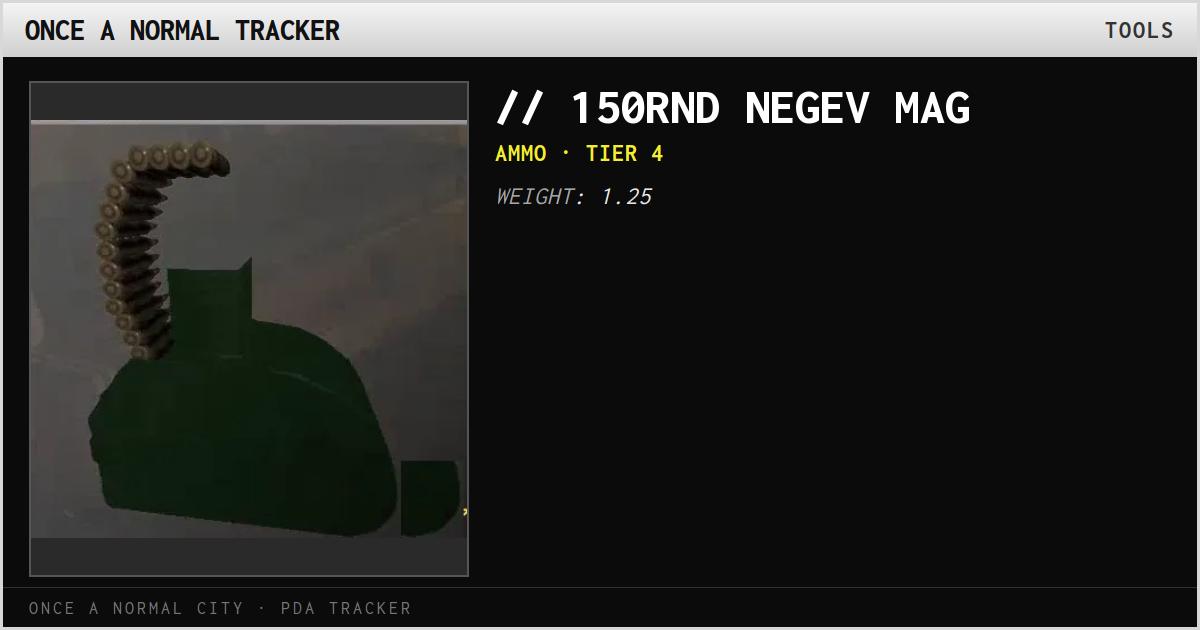 ONCE A NORMAL TRACKER
TOOLS
// 150RND NEGEV MAG
AMMO · TIER 4
WEIGHT: 1.25
ONCE A NORMAL CITY · PDA TRACKER